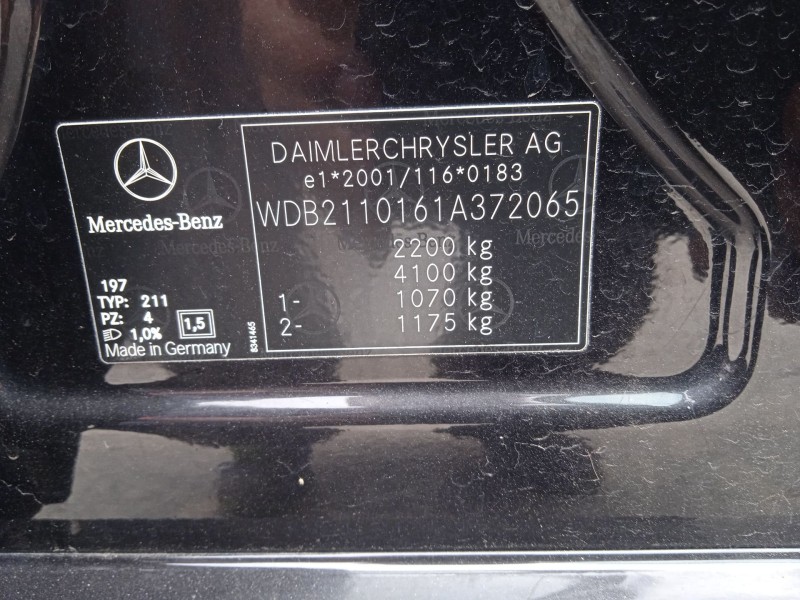 Mercedes-Benz
DAIMLERCHRYSLER AG
e1*2001/116*0183
WDB2110161A372065
2200 kg
4100 kg
1- 1070 kg
2- 1175 kg
197
TYP: 211
PZ: 4
1,0% 1,5
Made in Germany
8341465